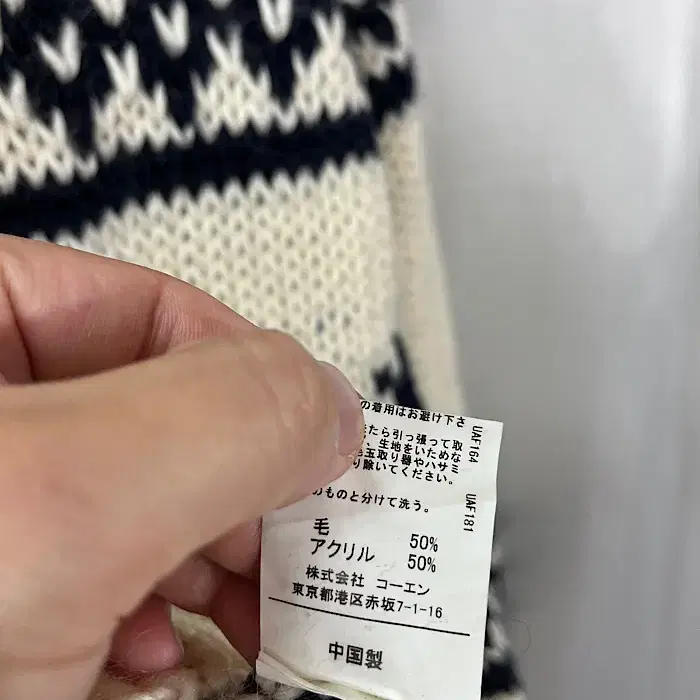 の着用はお避け下さ
たら引っ張って取
、生地をいためな
毛玉取り器やハサミ
り除いてください。
のものと分けて洗う。
UAF164
UAF181
毛 50%
アクリル 50%
株式会社 コーエン
東京都港区赤坂7-1-16
中国製